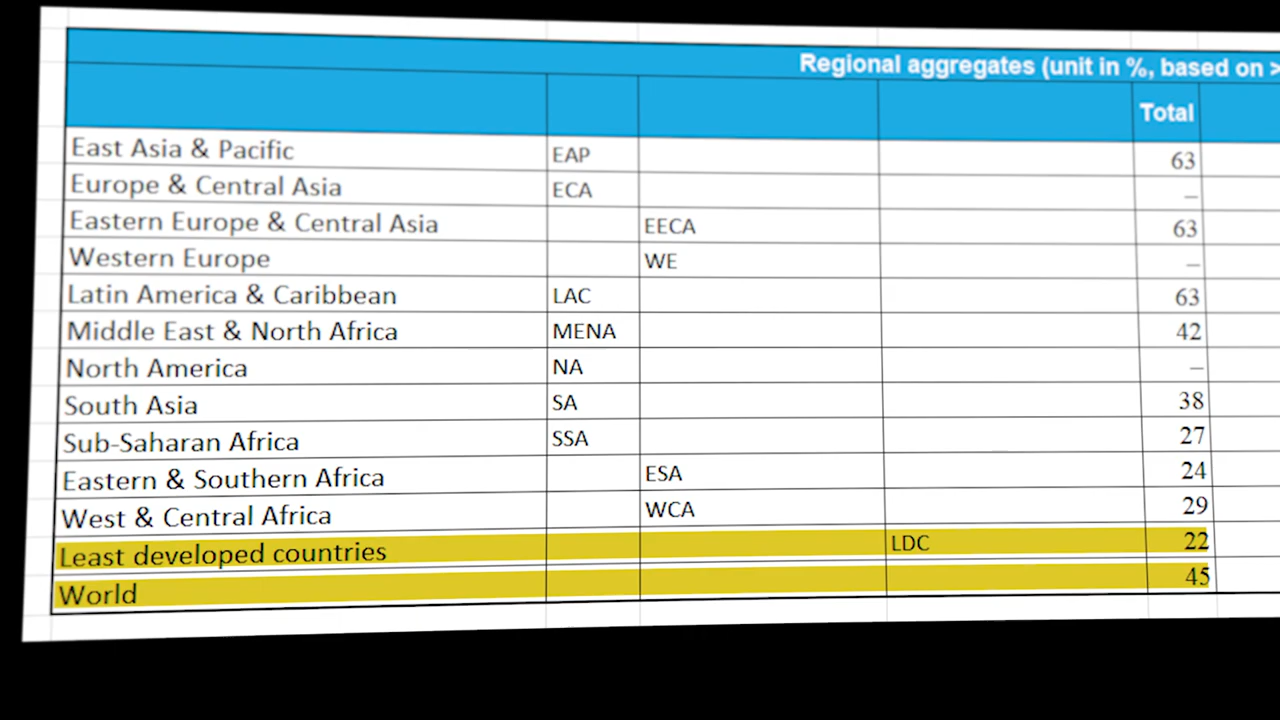 Regional aggregates (unit in %, based on >
Total
East Asia & Pacific EAP 63
Europe & Central Asia ECA –
Eastern Europe & Central Asia EECA 63
Western Europe WE –
Latin America & Caribbean LAC 63
Middle East & North Africa MENA 42
North America NA –
South Asia SA 38
Sub-Saharan Africa SSA 27
Eastern & Southern Africa ESA 24
West & Central Africa WCA 29
Least developed countries LDC 22
World 45